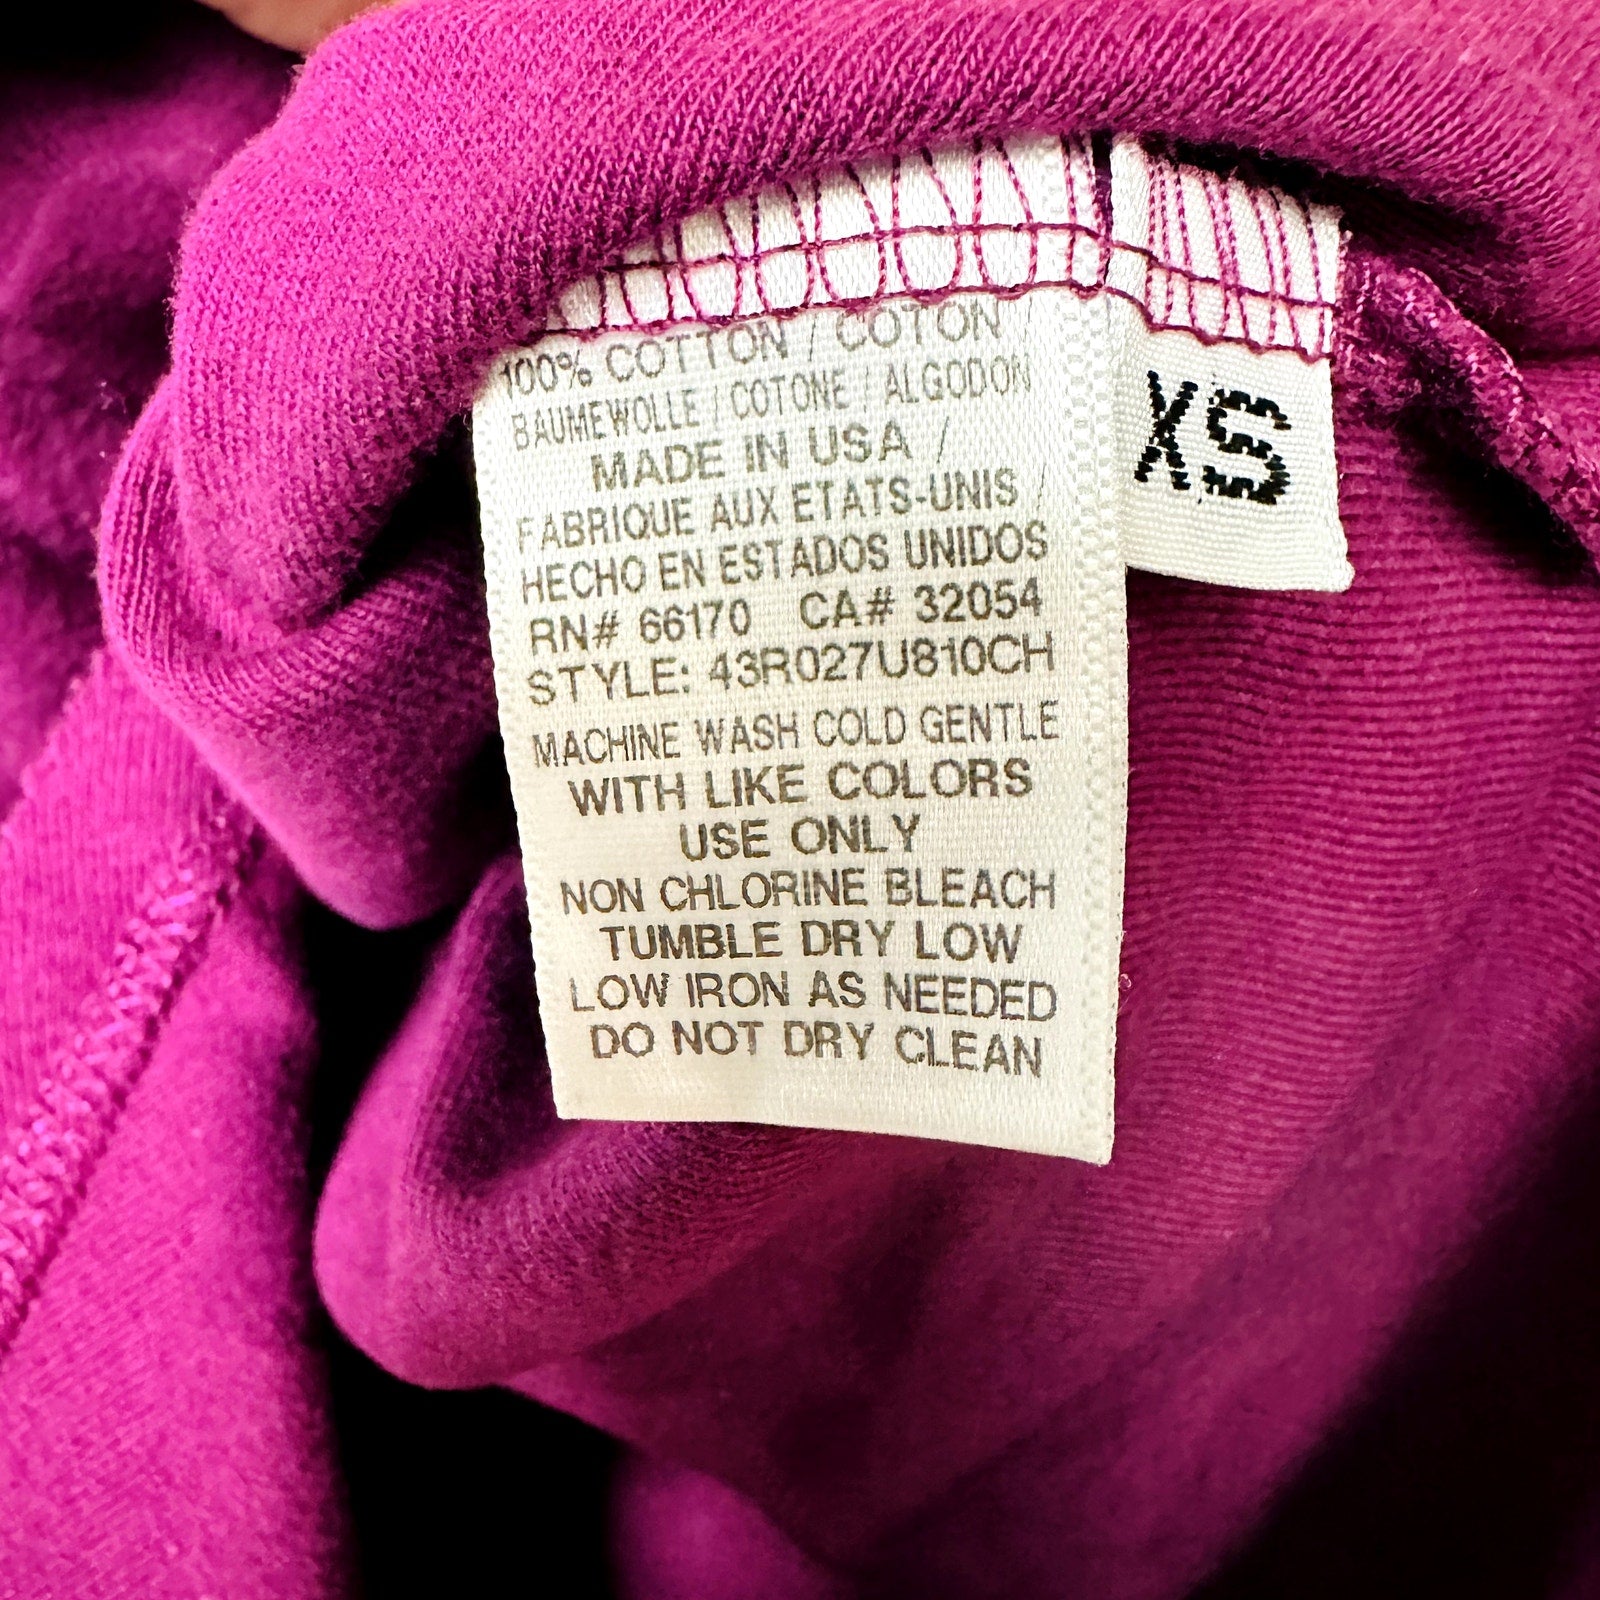 100% COTTON / COTON /
BAUMEWOLLE / COTONE / ALGODON
MADE IN USA /
FABRIQUE AUX ETATS-UNIS /
HECHO EN ESTADOS UNIDOS
RN# 66170 CA# 32054
STYLE: 43R027U810CH
MACHINE WASH COLD GENTLE
WITH LIKE COLORS
USE ONLY
NON CHLORINE BLEACH
TUMBLE DRY LOW
LOW IRON AS NEEDED
DO NOT DRY CLEAN
XS